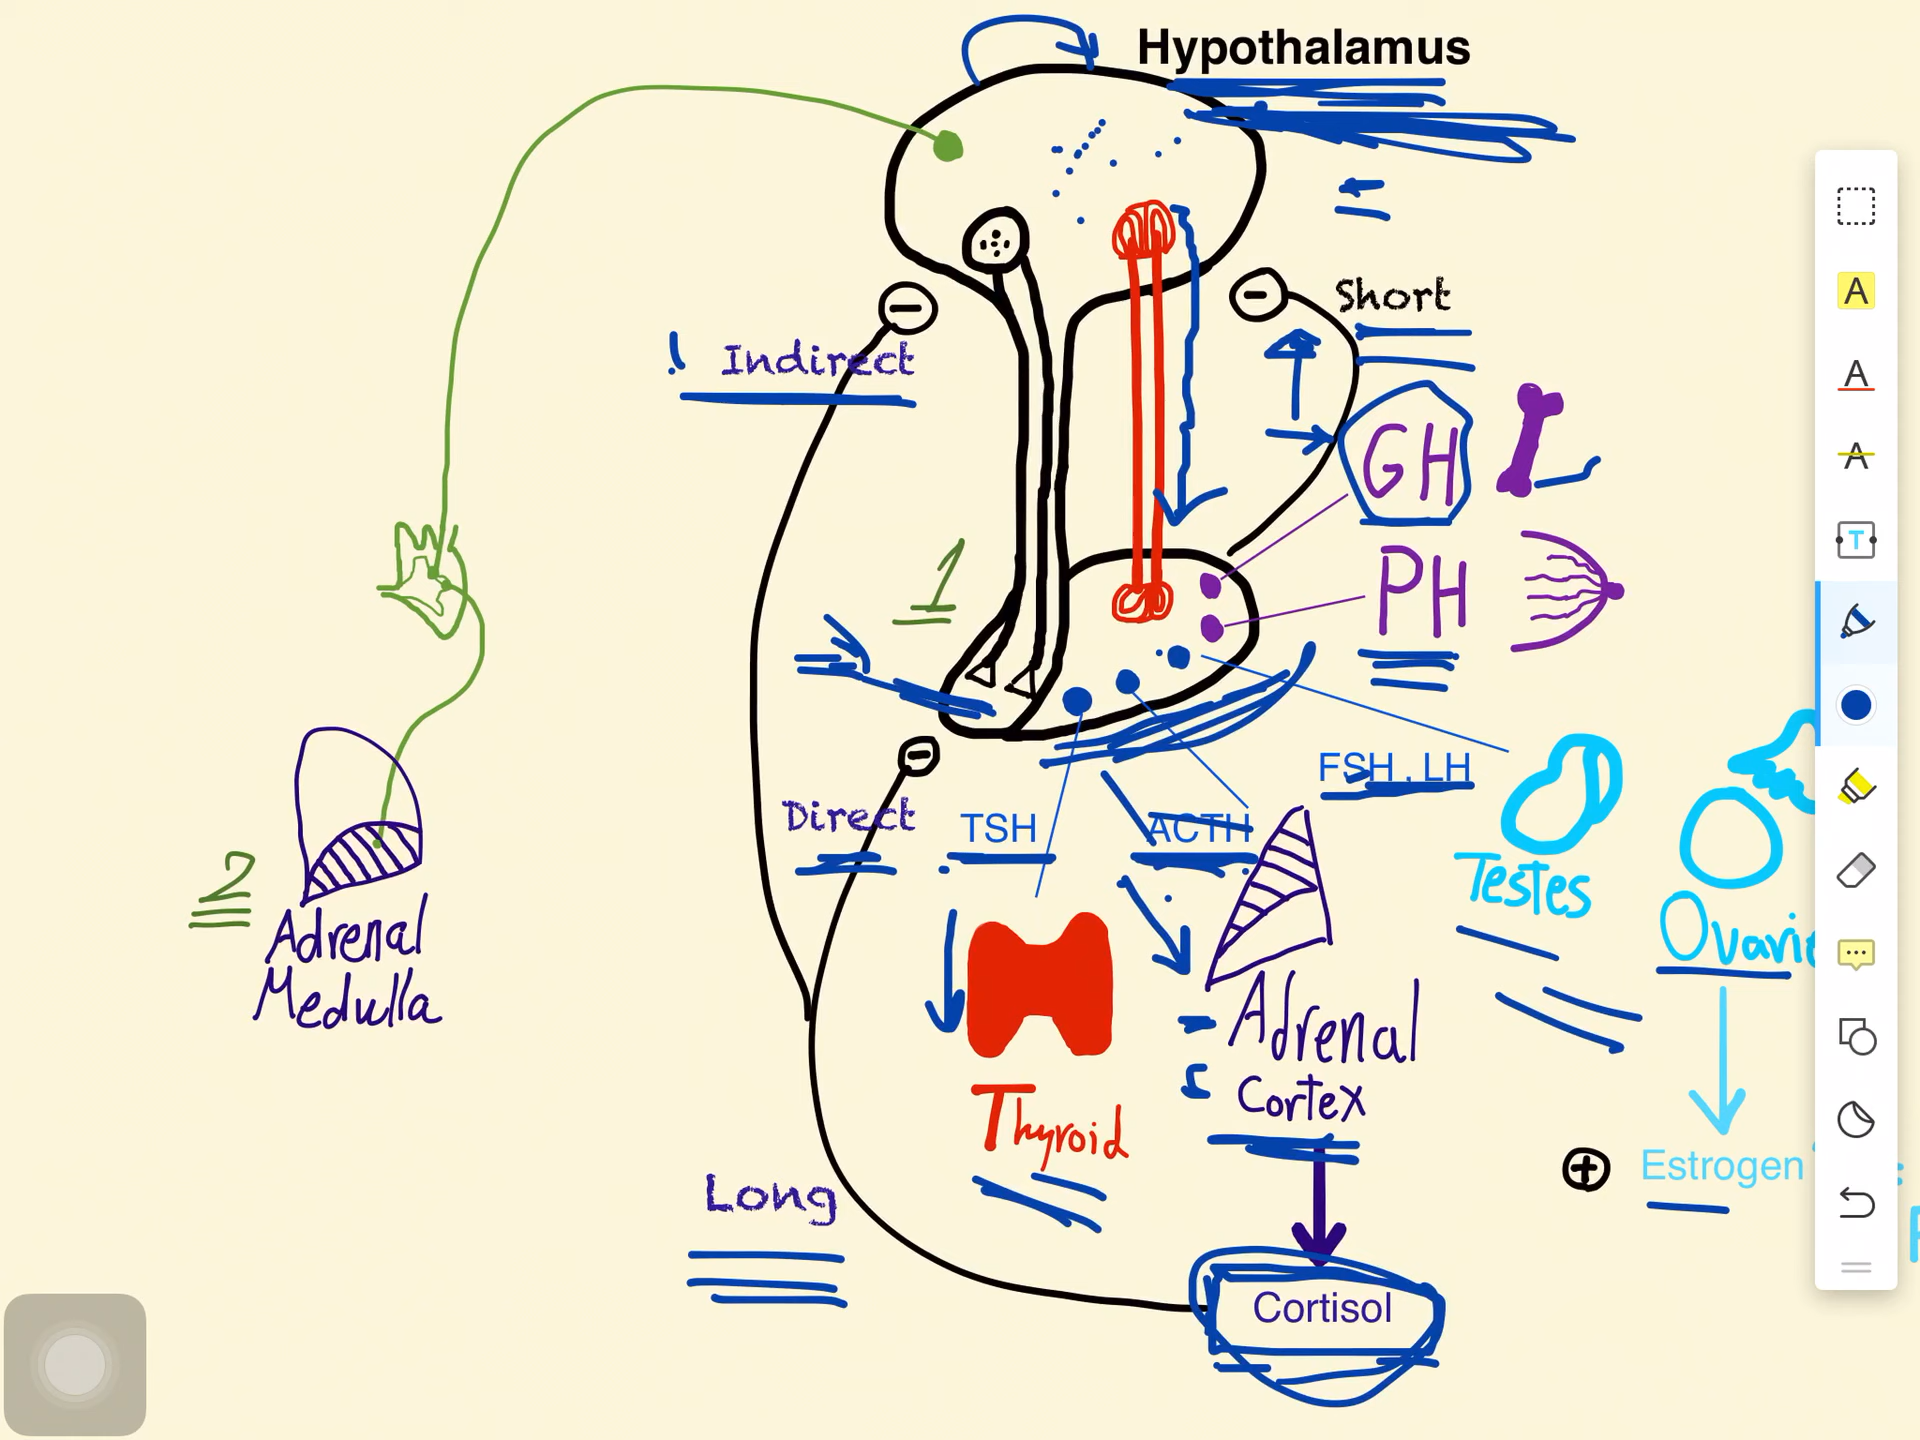 Hypothalamus
Short
! Indirect
GH
1
PH
FSH , LH
Direct
TSH
ACTH
Testes
2
Adrenal
Medulla
Ovarie
Adrenal
Cortex
Thyroid
Estrogen
Long
Cortisol
A
A
A
T